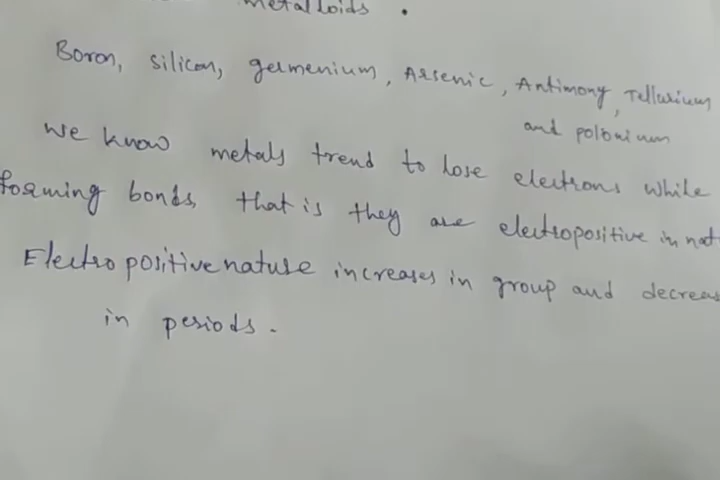 metalloids .
Boron, silicon, germenium, Arsenic, Antimony, Tellurium
and polonium
We know metals trend to lose electrons while
forming bonds, that is they are electropositive in nat
Electropositive nature increases in group and decreas
in periods.